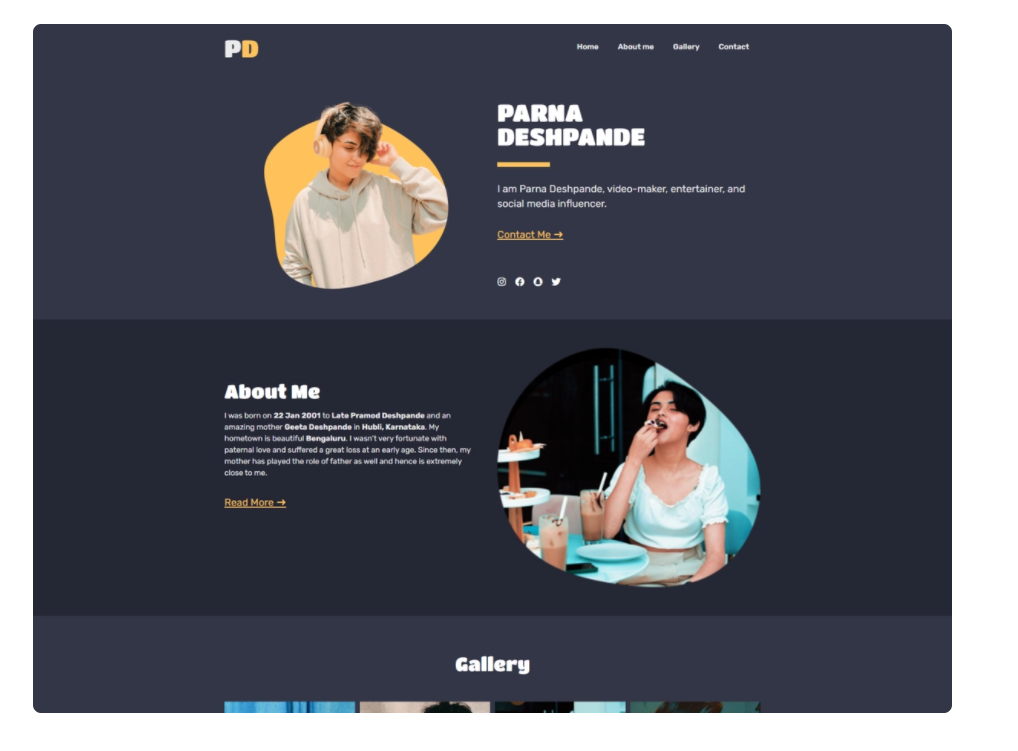 PD
Home About me Gallery Contact
PARNA
DESHPANDE
I am Parna Deshpande, video-maker, entertainer, and
social media influencer.
Contact Me →
About Me
I was born on 22 Jan 2001 to Late Pramod Deshpande and an
amazing mother Geeta Deshpande in Hubli, Karnataka. My
hometown is beautiful Bengaluru. I wasn't very fortunate with
paternal love and suffered a great loss at an early age. Since then, my
mother has played the role of father as well and hence is extremely
close to me.
Read More →
Gallery